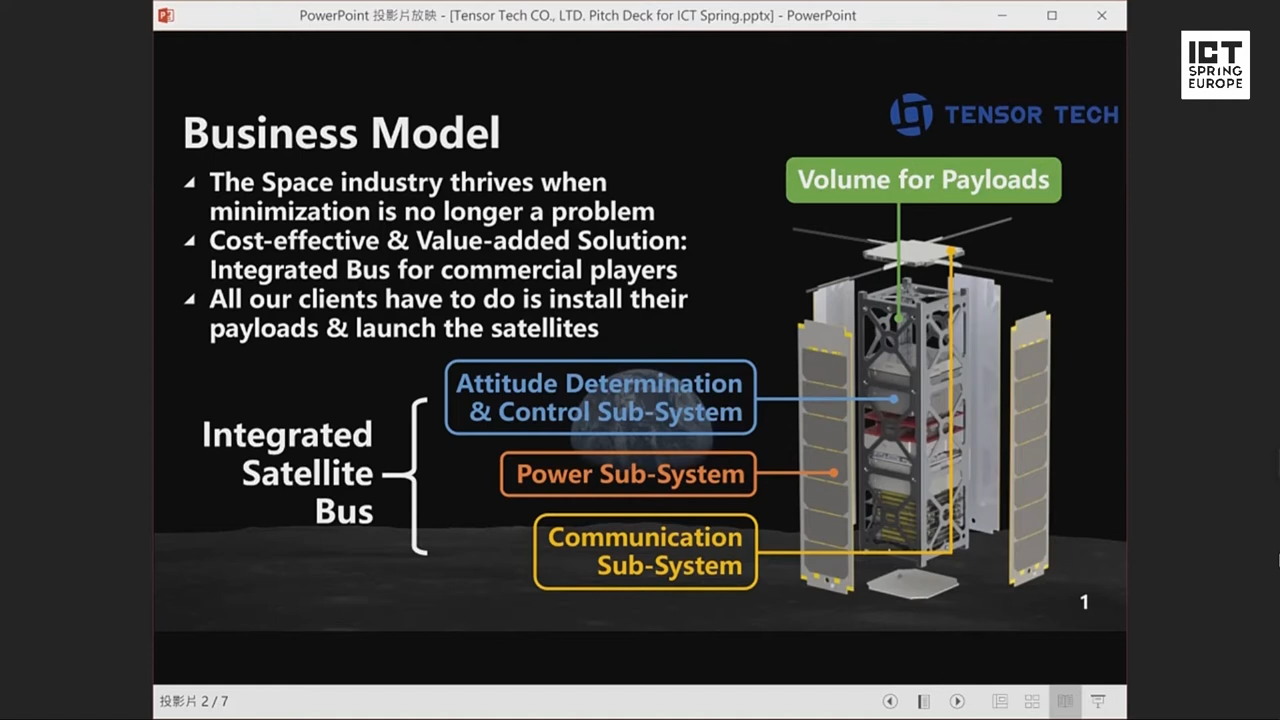 PowerPoint 投影片放映 - [Tensor Tech CO., LTD. Pitch Deck for ICT Spring.pptx] - PowerPoint
ICT
SPRING
EUROPE
TENSOR TECH
Business Model
The Space industry thrives when
minimization is no longer a problem
Cost-effective & Value-added Solution:
Integrated Bus for commercial players
All our clients have to do is install their
payloads & launch the satellites
Volume for Payloads
Integrated
Satellite
Bus
Attitude Determination
& Control Sub-System
Power Sub-System
Communication
Sub-System
1
投影片 2 / 7